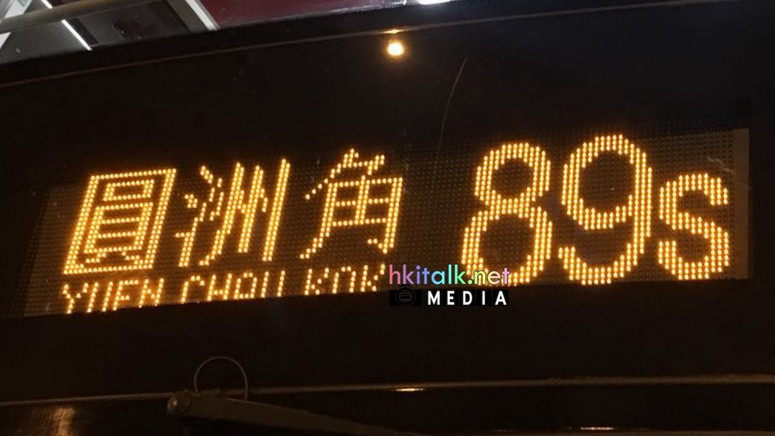 圓洲角 89s
YUEN CHAU KOK
hkitalk.net
MEDIA